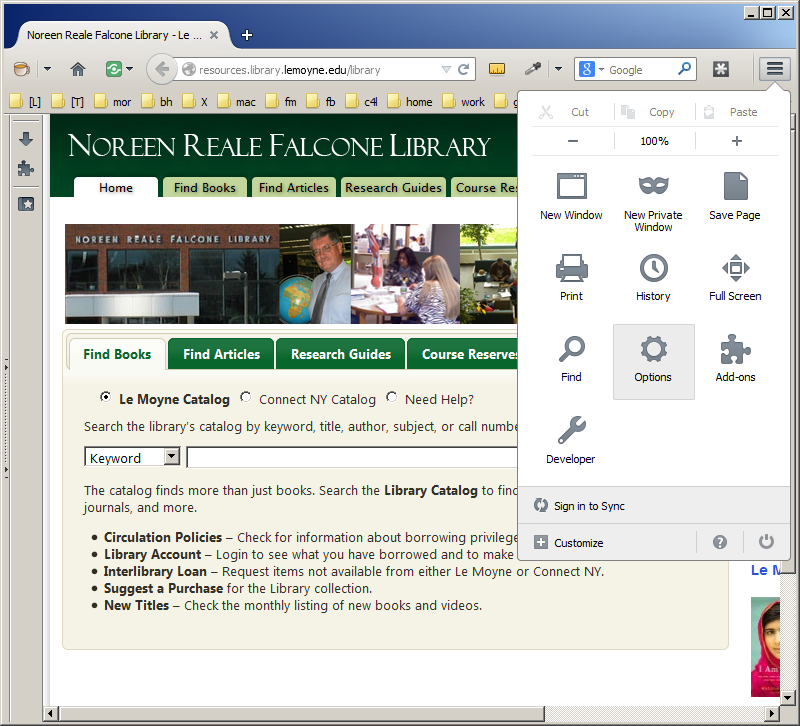 Noreen Reale Falcone Library - Le ...
resources.library.lemoyne.edu/library
Google
[L] [T] mor bh X mac fm fb c4l home work
NOREEN REALE FALCONE LIBRARY
Home Find Books Find Articles Research Guides Course Res
NOREEN REALE FALCONE LIBRARY
Find Books Find Articles Research Guides Course Reserves
Le Moyne Catalog Connect NY Catalog Need Help?
Search the library's catalog by keyword, title, author, subject, or call numbe
Keyword
The catalog finds more than just books. Search the Library Catalog to find
journals, and more.
• Circulation Policies – Check for information about borrowing privilege
• Library Account – Login to see what you have borrowed and to make
• Interlibrary Loan – Request items not available from either Le Moyne or Connect NY.
• Suggest a Purchase for the Library collection.
• New Titles – Check the monthly listing of new books and videos.
Cut Copy Paste
− 100% +
New Window New Private Window Save Page
Print History Full Screen
Find Options Add-ons
Developer
Sign in to Sync
Customize
Le M
I Am